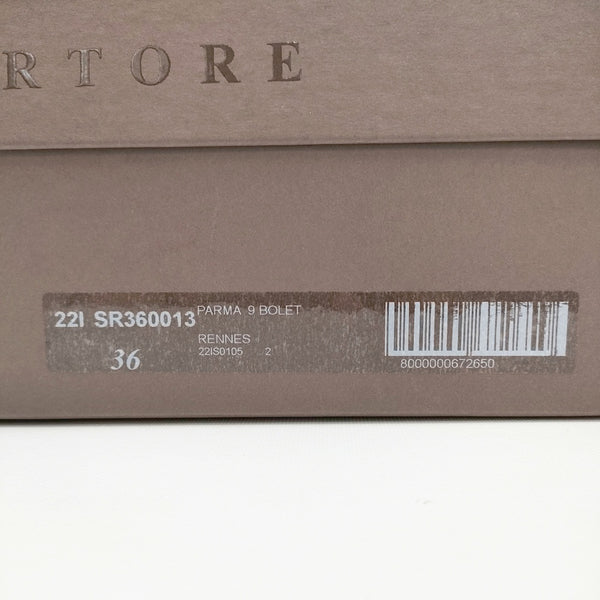 RTORE
22I SR360013 PARMA 9 BOLET
RENNES
36 22IS0105 2
8000000672650